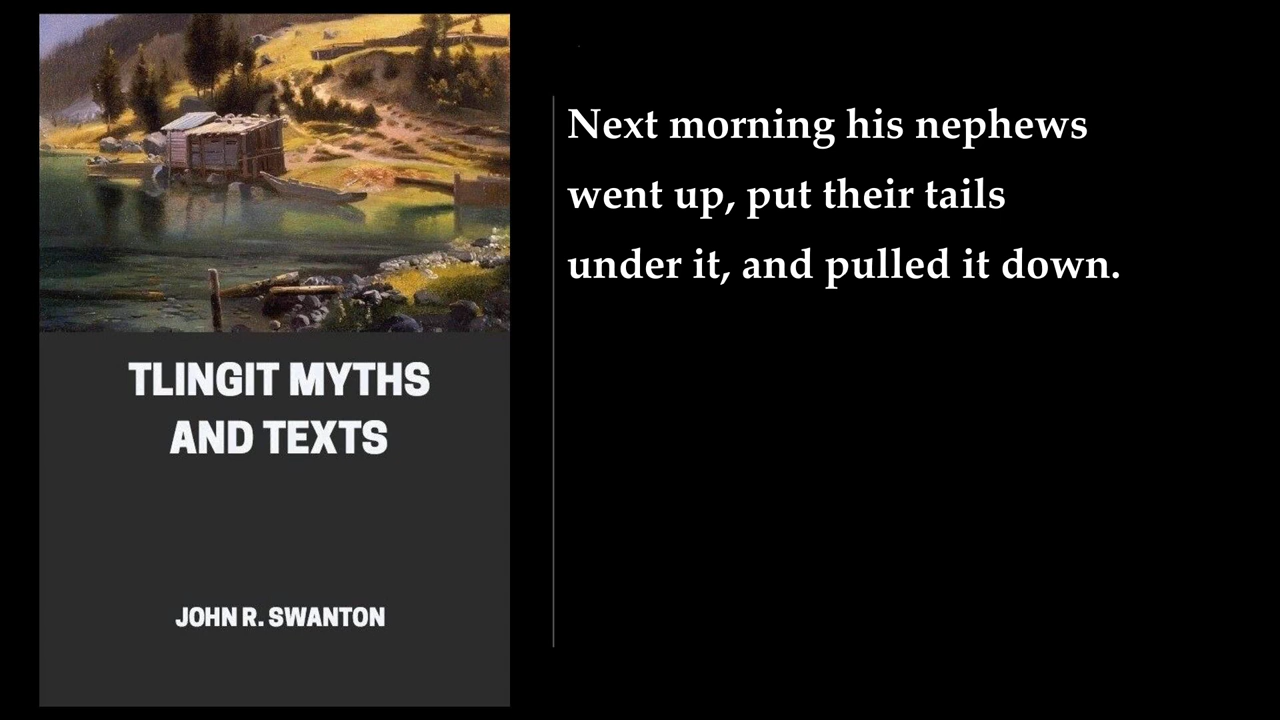 TLINGIT MYTHS
AND TEXTS
JOHN R. SWANTON
Next morning his nephews
went up, put their tails
under it, and pulled it down.